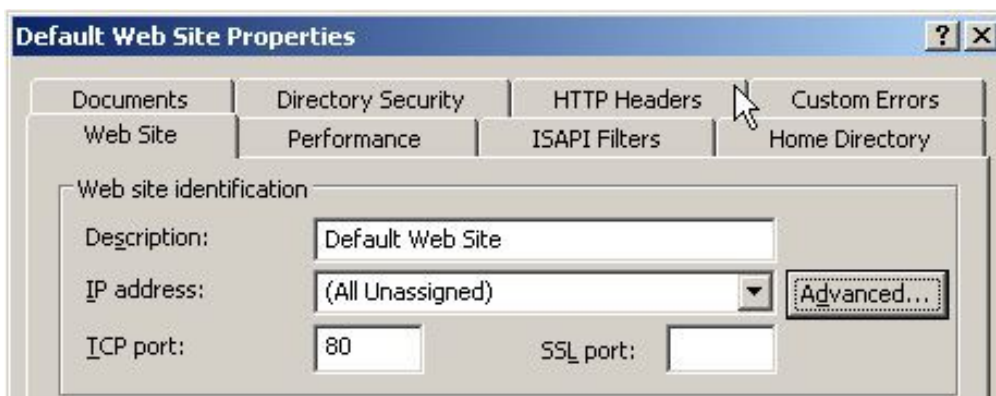 Default Web Site Properties ? X
Documents Directory Security HTTP Headers Custom Errors
Web Site Performance ISAPI Filters Home Directory
Web site identification
Description: Default Web Site
IP address: (All Unassigned) Advanced...
TCP port: 80 SSL port: